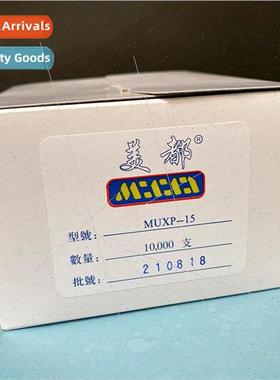 Arrivals
ty Goods
美都®
型號： MUXP-15
數量： 10,000 支
批號： 210818